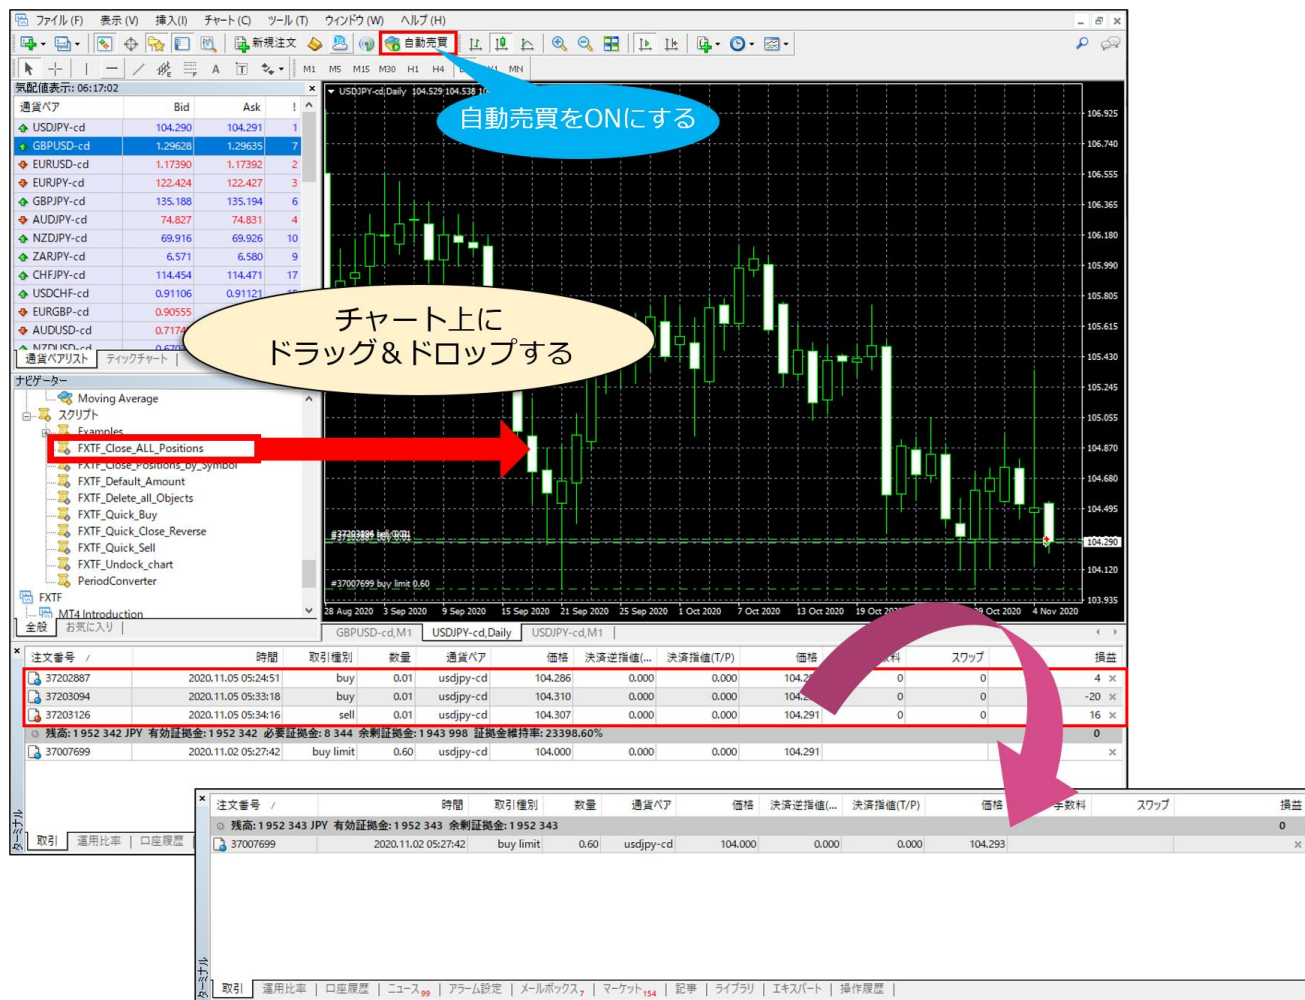 ファイル (F) 表示 (V) 挿入(I) チャート (C) ツール (T) ウィンドウ (W) ヘルプ (H)
新規注文 自動売買
A T M1 M5 M15 M30 H1 H4 MN
気配値表示: 06:17:02
通貨ペア Bid Ask !
USDJPY-cd 104.290 104.291 1
GBPUSD-cd 1.29628 1.29635 7
EURUSD-cd 1.17390 1.17392 2
EURJPY-cd 122.424 122.427 3
GBPJPY-cd 135.188 135.194 6
AUDJPY-cd 74.827 74.831 4
NZDJPY-cd 69.916 69.926 10
ZARJPY-cd 6.571 6.580 9
CHFJPY-cd 114.454 114.471 17
USDCHF-cd 0.91106 0.91121
EURGBP-cd 0.90555
AUDUSD-cd
NZDUSD-cd
通貨ペアリスト ティックチャート
ナビゲーター
Moving Average
スクリプト
Examples
FXTF_Close_ALL_Positions
FXTF_Close_Positions_by_Symbol
FXTF_Default_Amount
FXTF_Delete_all_Objects
FXTF_Quick_Buy
FXTF_Quick_Close_Reverse
FXTF_Quick_Sell
FXTF_Undock_chart
PeriodConverter
FXTF
MT4 Introduction
全般 お気に入り
USDJPY-cd,Daily 104.529 104.538
自動売買をONにする
チャート上に
ドラッグ＆ドロップする
106.925
106.740
106.555
106.365
106.180
105.990
105.805
105.615
105.430
105.245
105.055
104.870
104.680
104.495
104.290
104.120
103.935
#37007699 buy limit 0.60
28 Aug 2020 3 Sep 2020 9 Sep 2020 15 Sep 2020 21 Sep 2020 25 Sep 2020 1 Oct 2020 7 Oct 2020 13 Oct 2020 19 Oct Oct 2020 4 Nov 2020
GBPUSD-cd,M1 USDJPY-cd,Daily USDJPY-cd,M1
注文番号 / 時間 取引種別 数量 通貨ペア 価格 決済逆指値(... 決済指値(T/P) 価格 スワップ 損益
37202887 2020.11.05 05:24:51 buy 0.01 usdjpy-cd 104.286 0.000 0.000 0 0 4
37203094 2020.11.05 05:33:18 buy 0.01 usdjpy-cd 104.310 0.000 0.000 0 0 -20
37203126 2020.11.05 05:34:16 sell 0.01 usdjpy-cd 104.307 0.000 0.000 104.291 0 0 16
残高: 1 952 342 JPY 有効証拠金: 1 952 342 必要証拠金: 8 344 余剰証拠金: 1 943 998 証拠金維持率: 23398.60% 0
37007699 2020.11.02 05:27:42 buy limit 0.60 usdjpy-cd 104.000 0.000 0.000 104.291
ターミナル
取引 運用比率 口座履歴
注文番号 / 時間 取引種別 数量 通貨ペア 価格 決済逆指値(... 決済指値(T/P) 価格 手数料 スワップ 損益
残高: 1 952 343 JPY 有効証拠金: 1 952 343 余剰証拠金: 1 952 343 0
37007699 2020.11.02 05:27:42 buy limit 0.60 usdjpy-cd 104.000 0.000 0.000 104.293
ターミナル
取引 運用比率 口座履歴 ニュース 99 アラーム設定 メールボックス 7 マーケット 154 記事 ライブラリ エキスパート 操作履歴